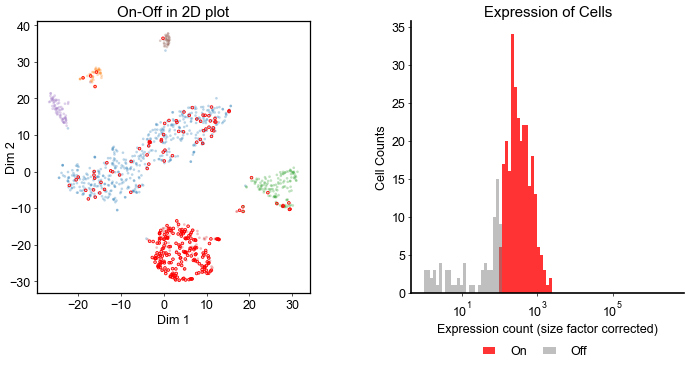 On-Off in 2D plot
40
30
20
10
0
−10
−20
−30
Dim 2
−20 −10 0 10 20 30
Dim 1
Expression of Cells
35
30
25
20
15
10
5
0
Cell Counts
10^1 10^3 10^5
Expression count (size factor corrected)
On Off